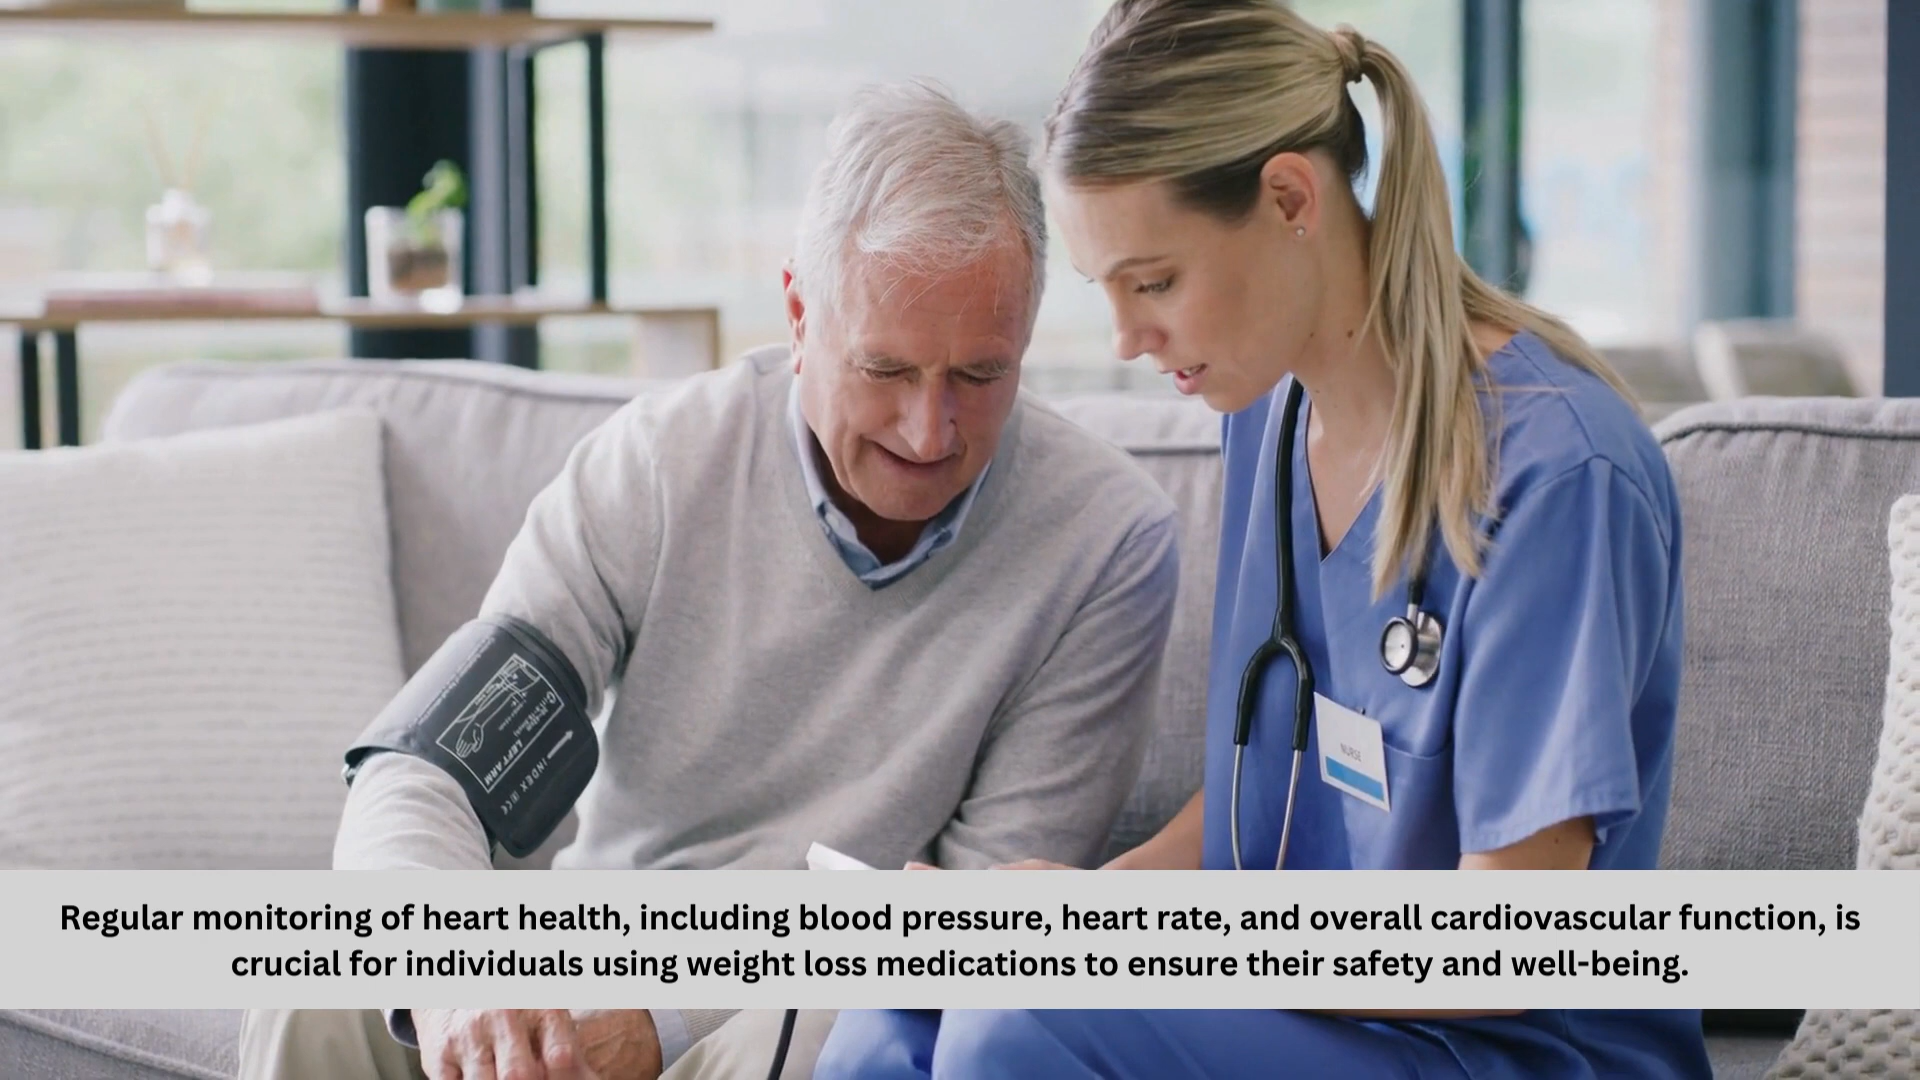 LEFT ARM
INDEX
NURSE
Regular monitoring of heart health, including blood pressure, heart rate, and overall cardiovascular function, is
crucial for individuals using weight loss medications to ensure their safety and well-being.